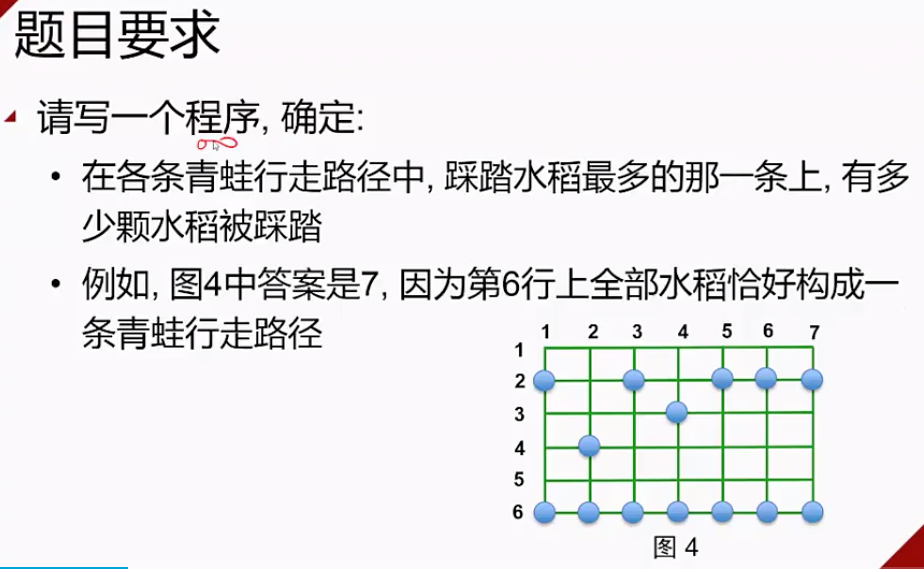 题目要求
请写一个程序, 确定:
• 在各条青蛙行走路径中, 踩踏水稻最多的那一条上, 有多
少颗水稻被踩踏
• 例如, 图4中答案是7, 因为第6行上全部水稻恰好构成一
条青蛙行走路径
1 2 3 4 5 6 7
1
2
3
4
5
6
图 4